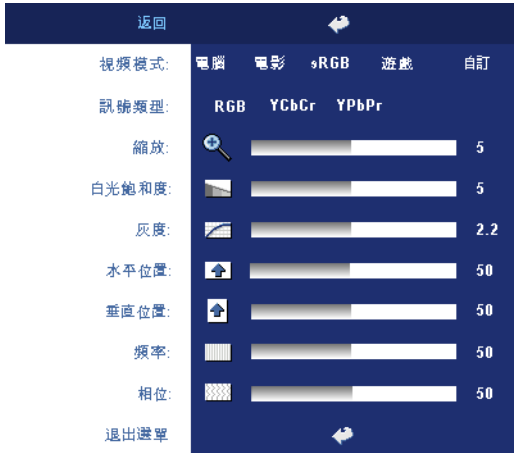 返回
視頻模式: 電腦 電影 sRGB 遊戲 自訂
訊號類型: RGB YCbCr YPbPr
縮放: 5
白光飽和度: 5
灰度: 2.2
水平位置: 50
垂直位置: 50
頻率: 50
相位: 50
退出選單